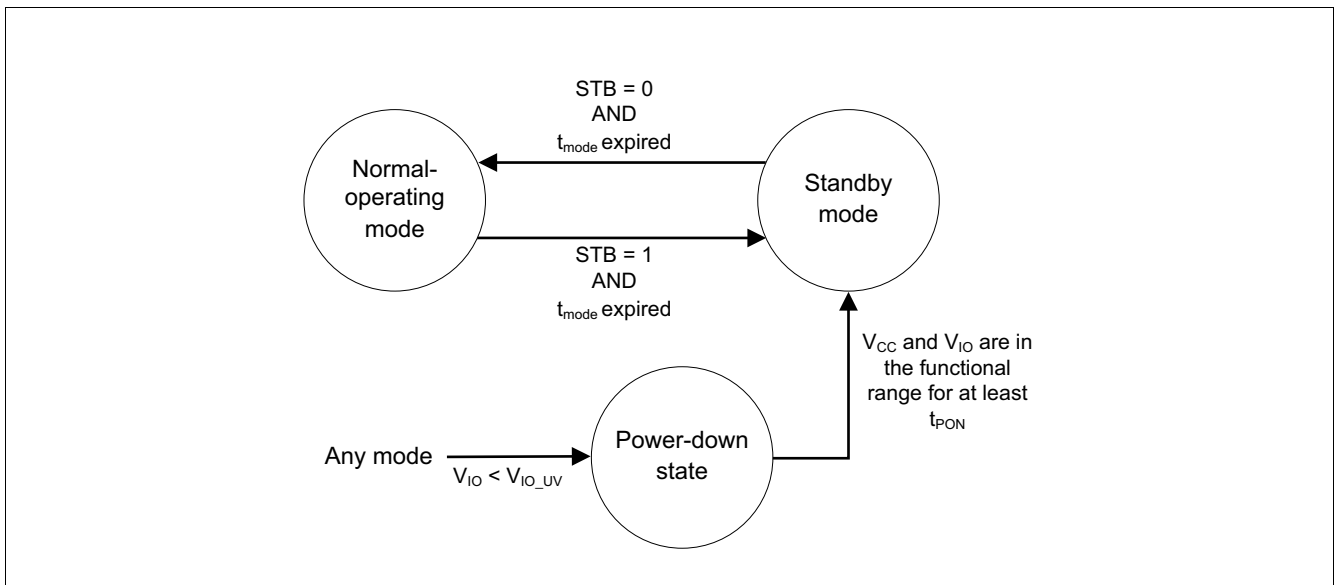 STB = 0
AND
tmode expired
Normal-
operating
mode
Standby
mode
STB = 1
AND
tmode expired
VCC and VIO are in
the functional
range for at least
tPON
Power-down
state
Any mode
VIO < VIO_UV